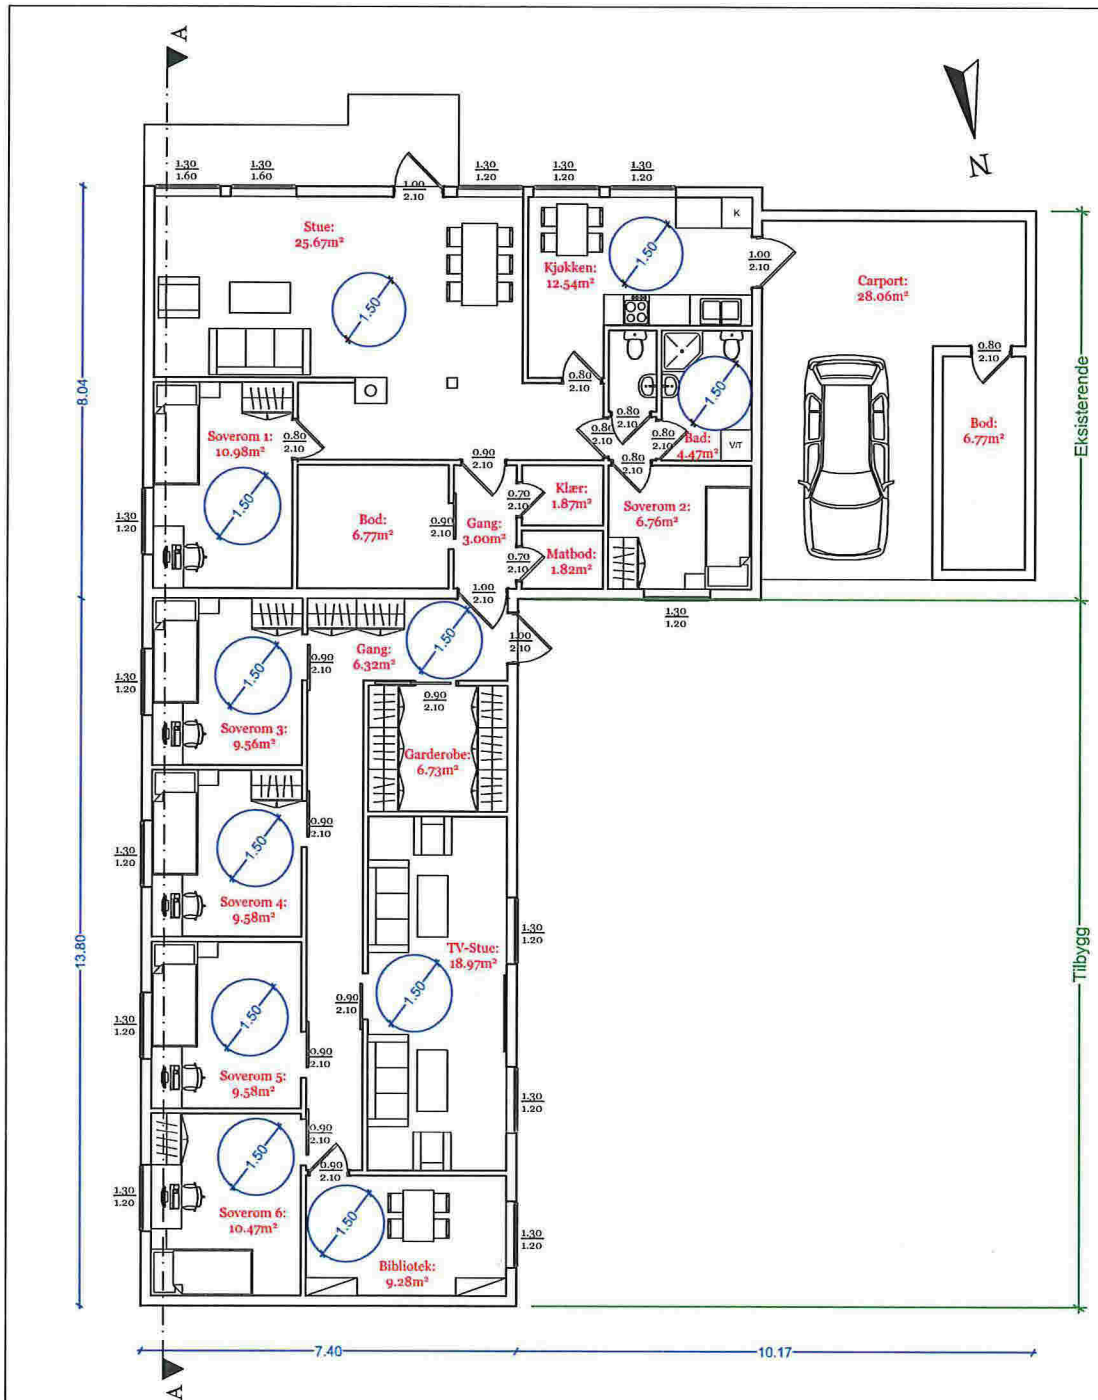 A
N
1.30
1.60
1.30
1.60
1.00
2.10
1.30
1.20
1.30
1.20
1.30
1.20
Stue:
25.67m²
1.50
Kjøkken:
12.54m²
1.50
K
1.00
2.10
Carport:
28.06m²
0.80
2.10
Bod:
6.77m²
8.04
Eksisterende
0.80
2.10
0.80
2.10
0.80
2.10
0.80
2.10
0.80
2.10
1.50
Bad:
4.47m²
V/T
Soverom 1:
10.98m²
0.80
2.10
1.50
1.30
1.20
Bod:
6.77m²
0.90
2.10
0.90
2.10
Gang:
3.00m²
0.70
2.10
Klær:
1.87m²
0.70
2.10
Matbod:
1.82m²
Soverom 2:
6.76m²
1.30
1.20
1.00
2.10
1.00
2.10
Gang:
6.32m²
1.50
1.50
0.90
2.10
1.30
1.20
Soverom 3:
9.56m²
0.90
2.10
Garderobe:
6.73m²
1.50
0.90
2.10
1.30
1.20
Soverom 4:
9.58m²
13.80
Tilbygg
TV-Stue:
18.97m²
1.30
1.20
1.50
0.90
2.10
1.50
1.30
1.20
0.90
2.10
Soverom 5:
9.58m²
1.30
1.20
1.50
0.90
2.10
0.90
2.10
1.30
1.20
Soverom 6:
10.47m²
1.50
Bibliotek:
9.28m²
1.30
1.20
7.40
10.17
A